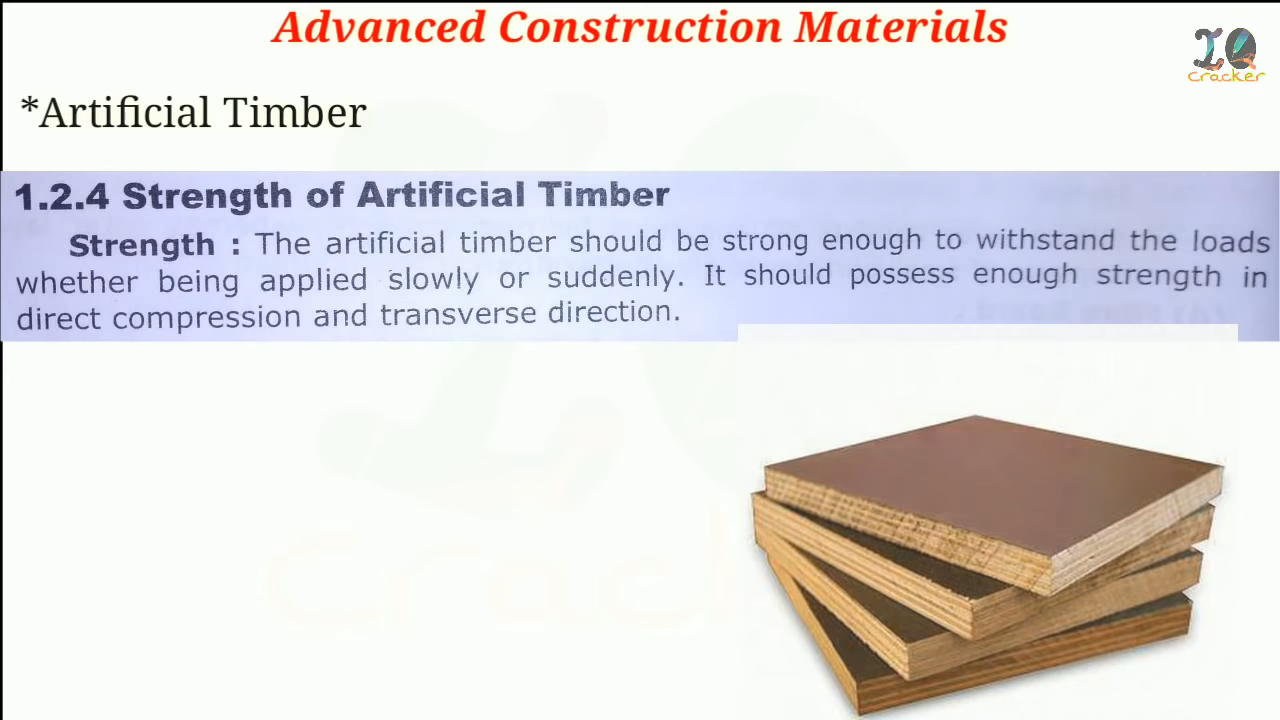 Advanced Construction Materials
IQ
Cracker
*Artificial Timber
1.2.4 Strength of Artificial Timber
Strength : The artificial timber should be strong enough to withstand the loads
whether being applied slowly or suddenly. It should possess enough strength in
direct compression and transverse direction.